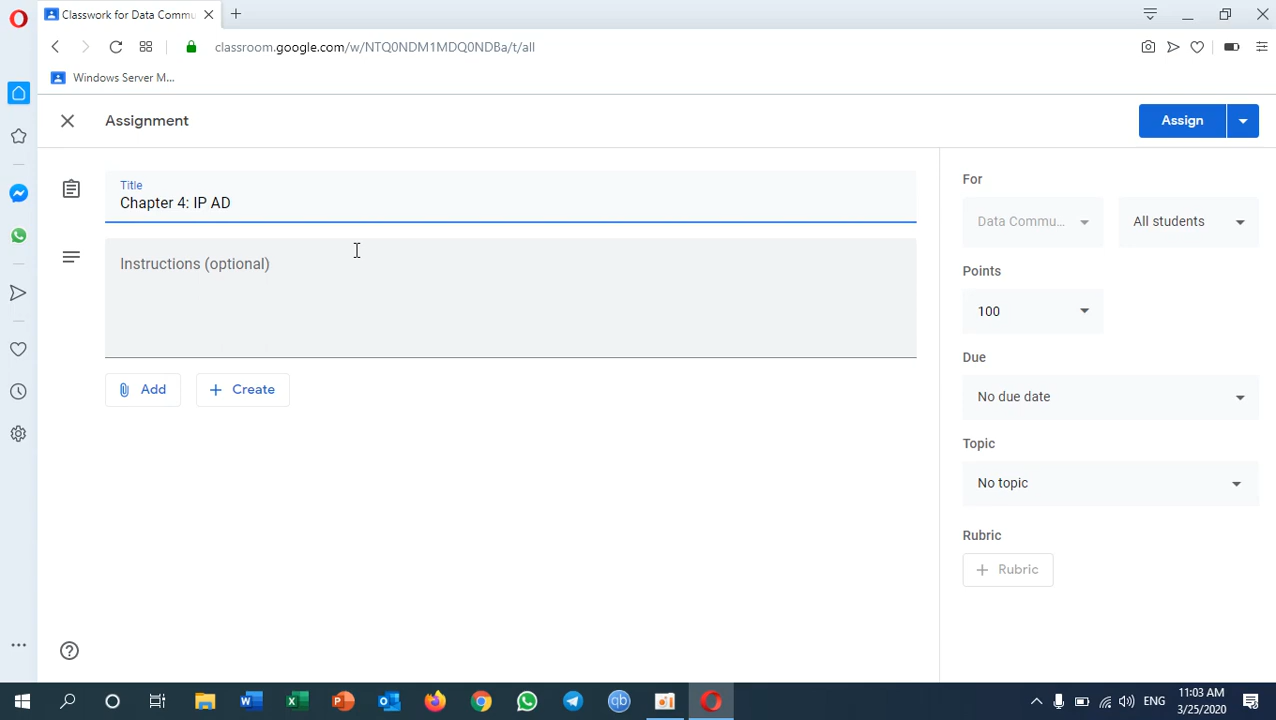 Classwork for Data Commu
classroom.google.com/w/NTQ0NDM1MDQ0NDBa/t/all
Windows Server M...
Assignment
Assign
Title
Chapter 4: IP AD
Instructions (optional)
Add
Create
For
Data Commu...
All students
Points
100
Due
No due date
Topic
No topic
Rubric
Rubric
ENG
11:03 AM
3/25/2020